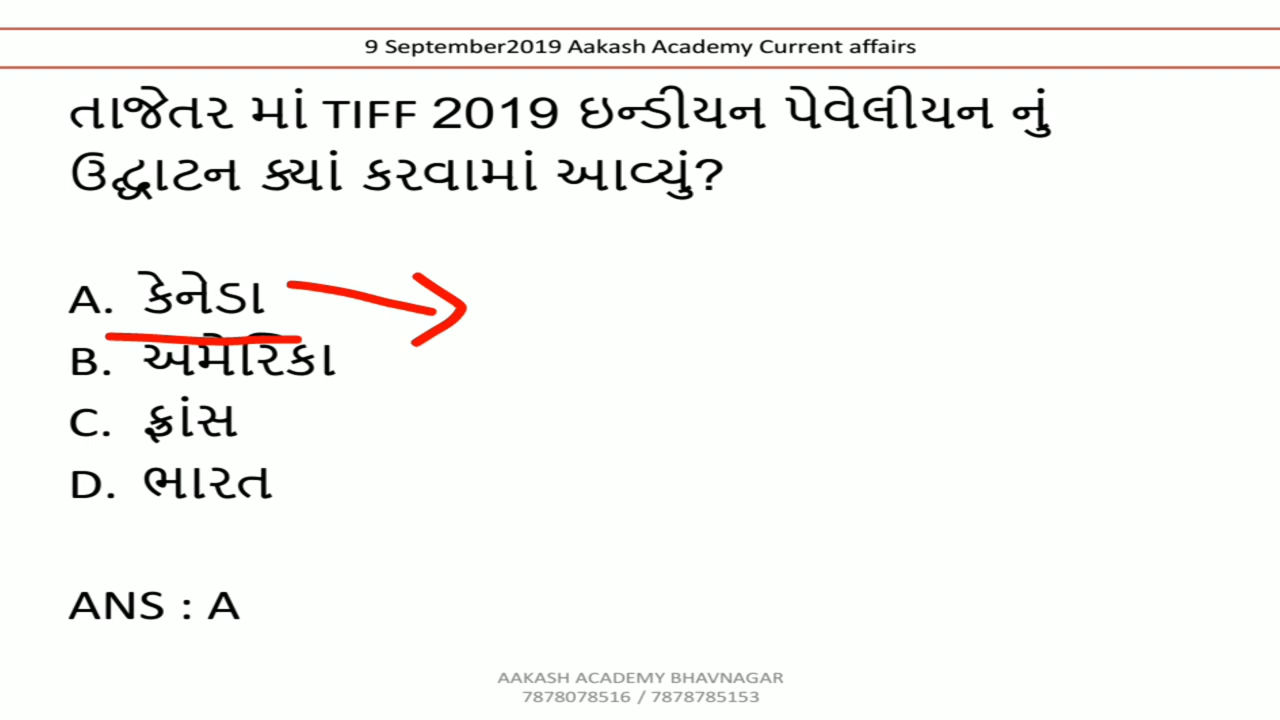 9 September2019 Aakash Academy Current affairs
તાજેતર માં TIFF 2019 ઇન્ડીયન પેવેલીયન નું
ઉદ્ઘાટન ક્યાં કરવામાં આવ્યું?
A. કેનેડા
B. અમેરિકા
C. ફ્રાંસ
D. ભારત
ANS : A
AAKASH ACADEMY BHAVNAGAR
7878078516 / 7878785153